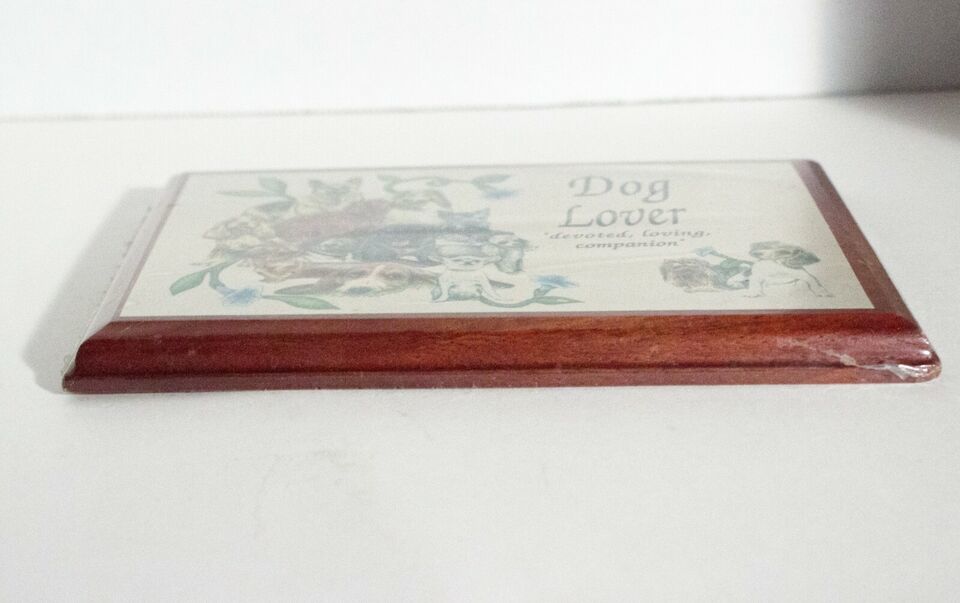 Dog
Lover
"devoted, loving,
companion"